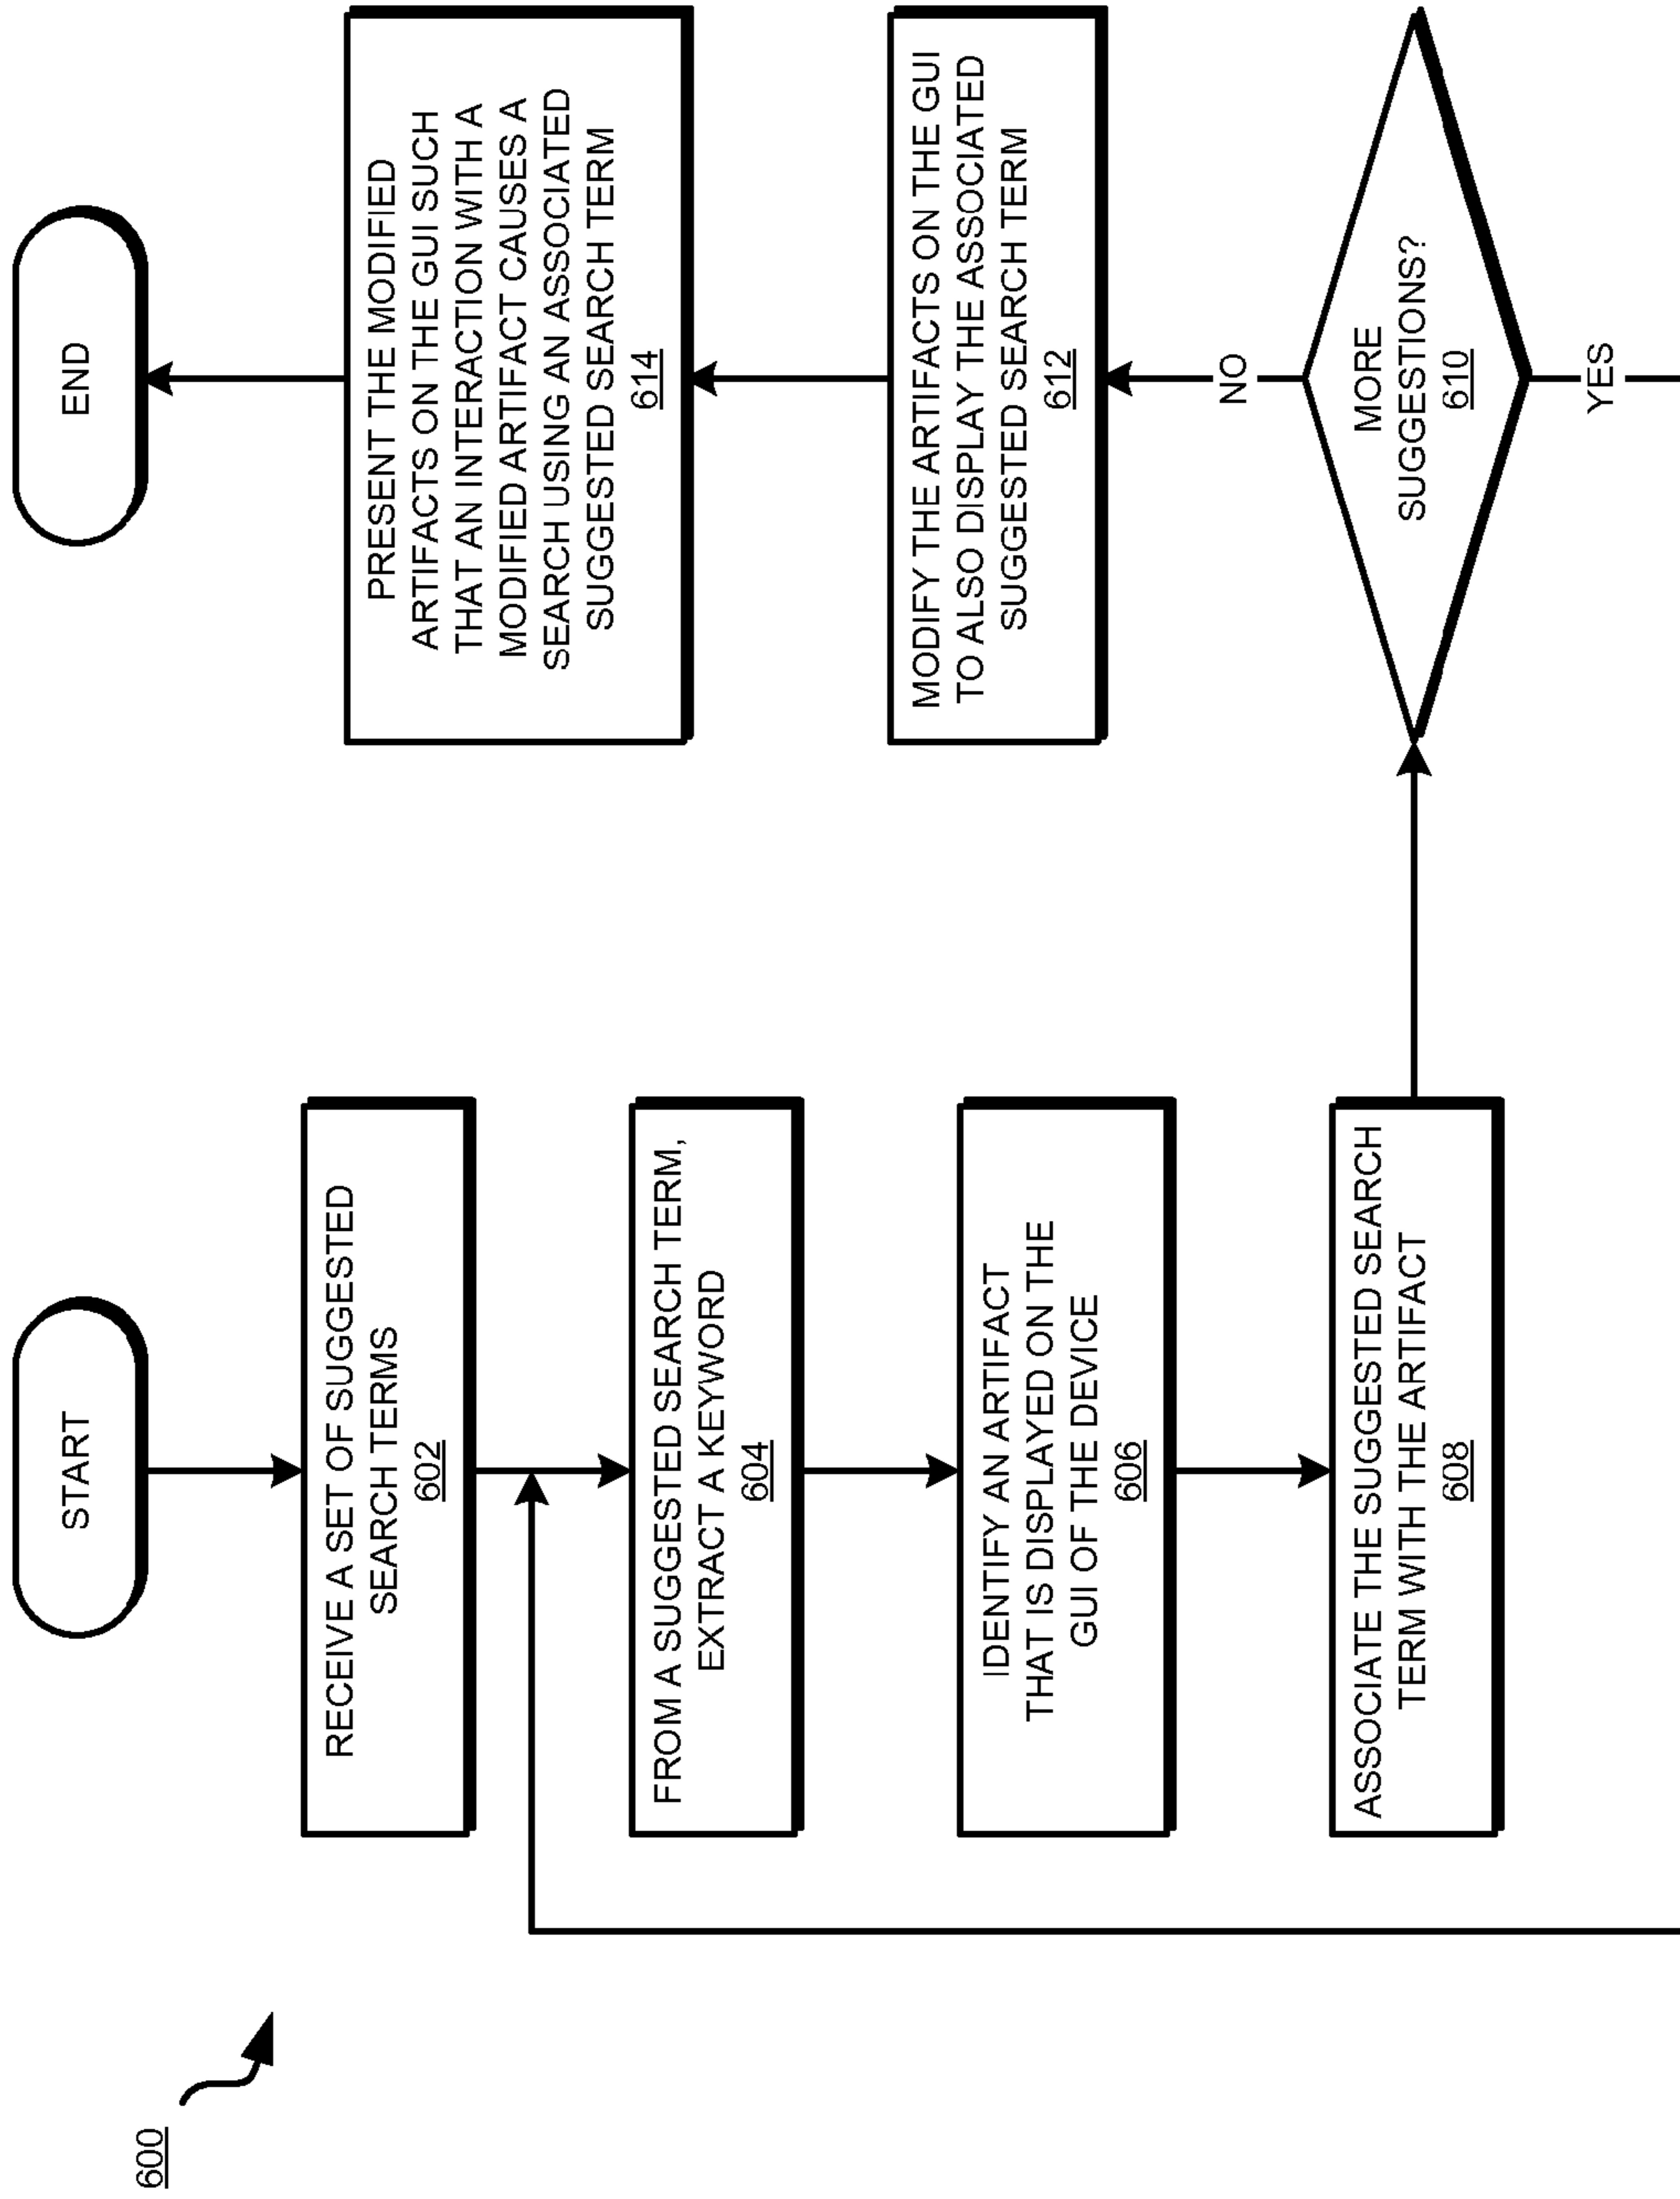 600
START
RECEIVE A SET OF SUGGESTED
SEARCH TERMS
602
FROM A SUGGESTED SEARCH TERM,
EXTRACT A KEYWORD
604
IDENTIFY AN ARTIFACT
THAT IS DISPLAYED ON THE
GUI OF THE DEVICE
606
ASSOCIATE THE SUGGESTED SEARCH
TERM WITH THE ARTIFACT
608
MORE
SUGGESTIONS?
610
YES
NO
MODIFY THE ARTIFACTS ON THE GUI
TO ALSO DISPLAY THE ASSOCIATED
SUGGESTED SEARCH TERM
612
PRESENT THE MODIFIED
ARTIFACTS ON THE GUI SUCH
THAT AN INTERACTION WITH A
MODIFIED ARTIFACT CAUSES A
SEARCH USING AN ASSOCIATED
SUGGESTED SEARCH TERM
614
END